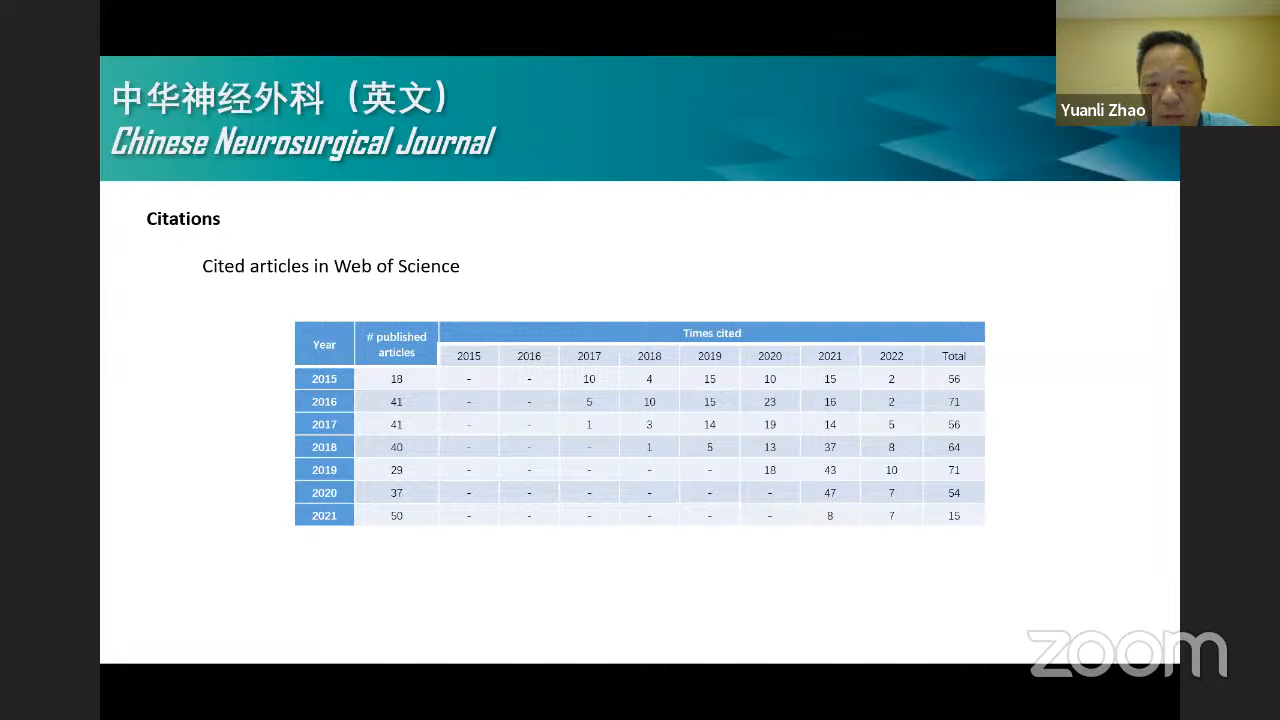 中华神经外科（英文）
Chinese Neurosurgical Journal
Yuanli Zhao
Citations
Cited articles in Web of Science
Year # published articles Times cited
2015 2016 2017 2018 2019 2020 2021 2022 Total
2015 18 - - 10 4 15 10 15 2 56
2016 41 - - 5 10 15 23 16 2 71
2017 41 - - 1 3 14 19 14 5 56
2018 40 - - - 1 5 13 37 8 64
2019 29 - - - - - 18 43 10 71
2020 37 - - - - - - 47 7 54
2021 50 - - - - - - 8 7 15
zoom